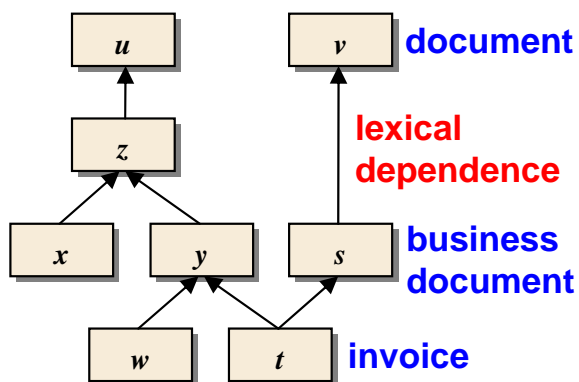 u
v
document
lexical
dependence
z
x
y
s
business
document
w
t
invoice